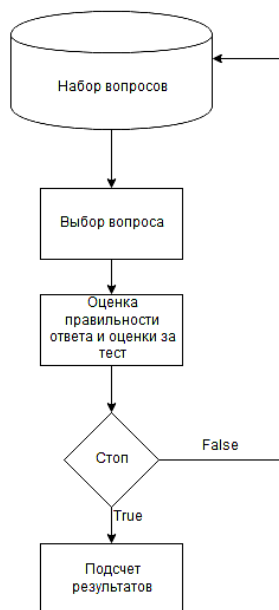 Набор вопросов
Выбор вопроса
Оценка
правильности
ответа и оценки за
тест
Стоп
False
True
Подсчет
результатов